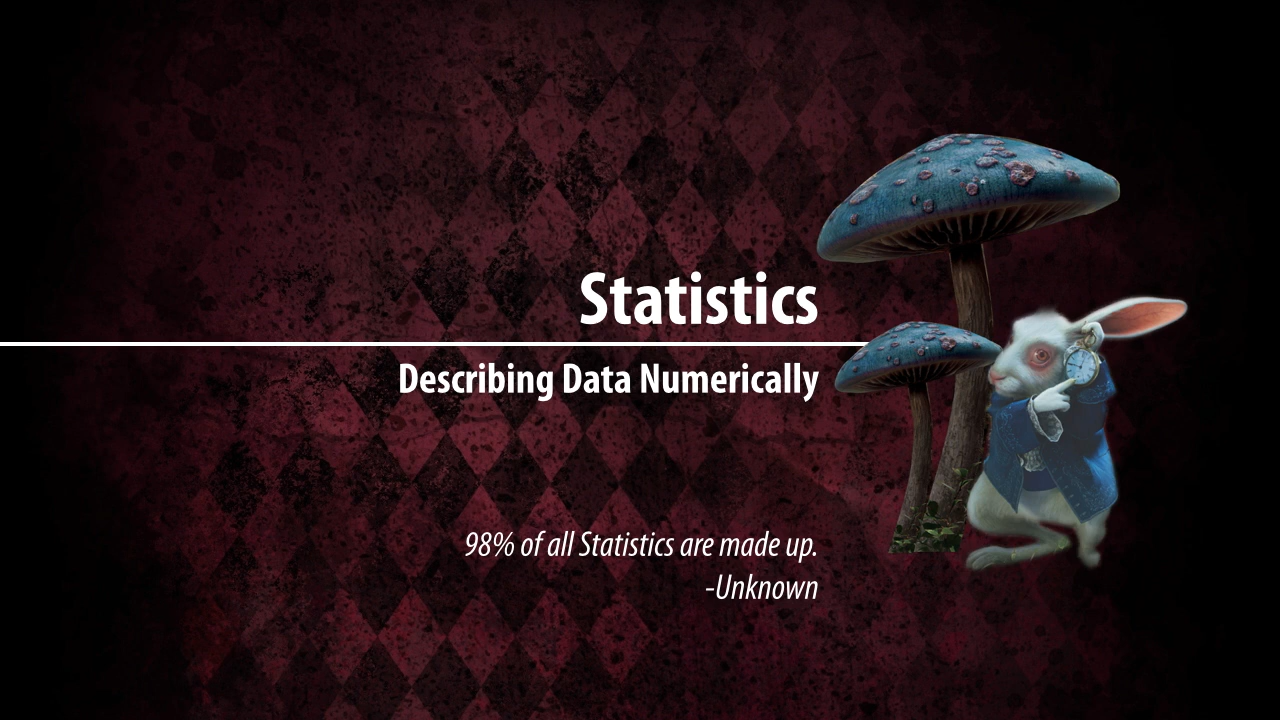 Statistics
Describing Data Numerically
98% of all Statistics are made up.
-Unknown